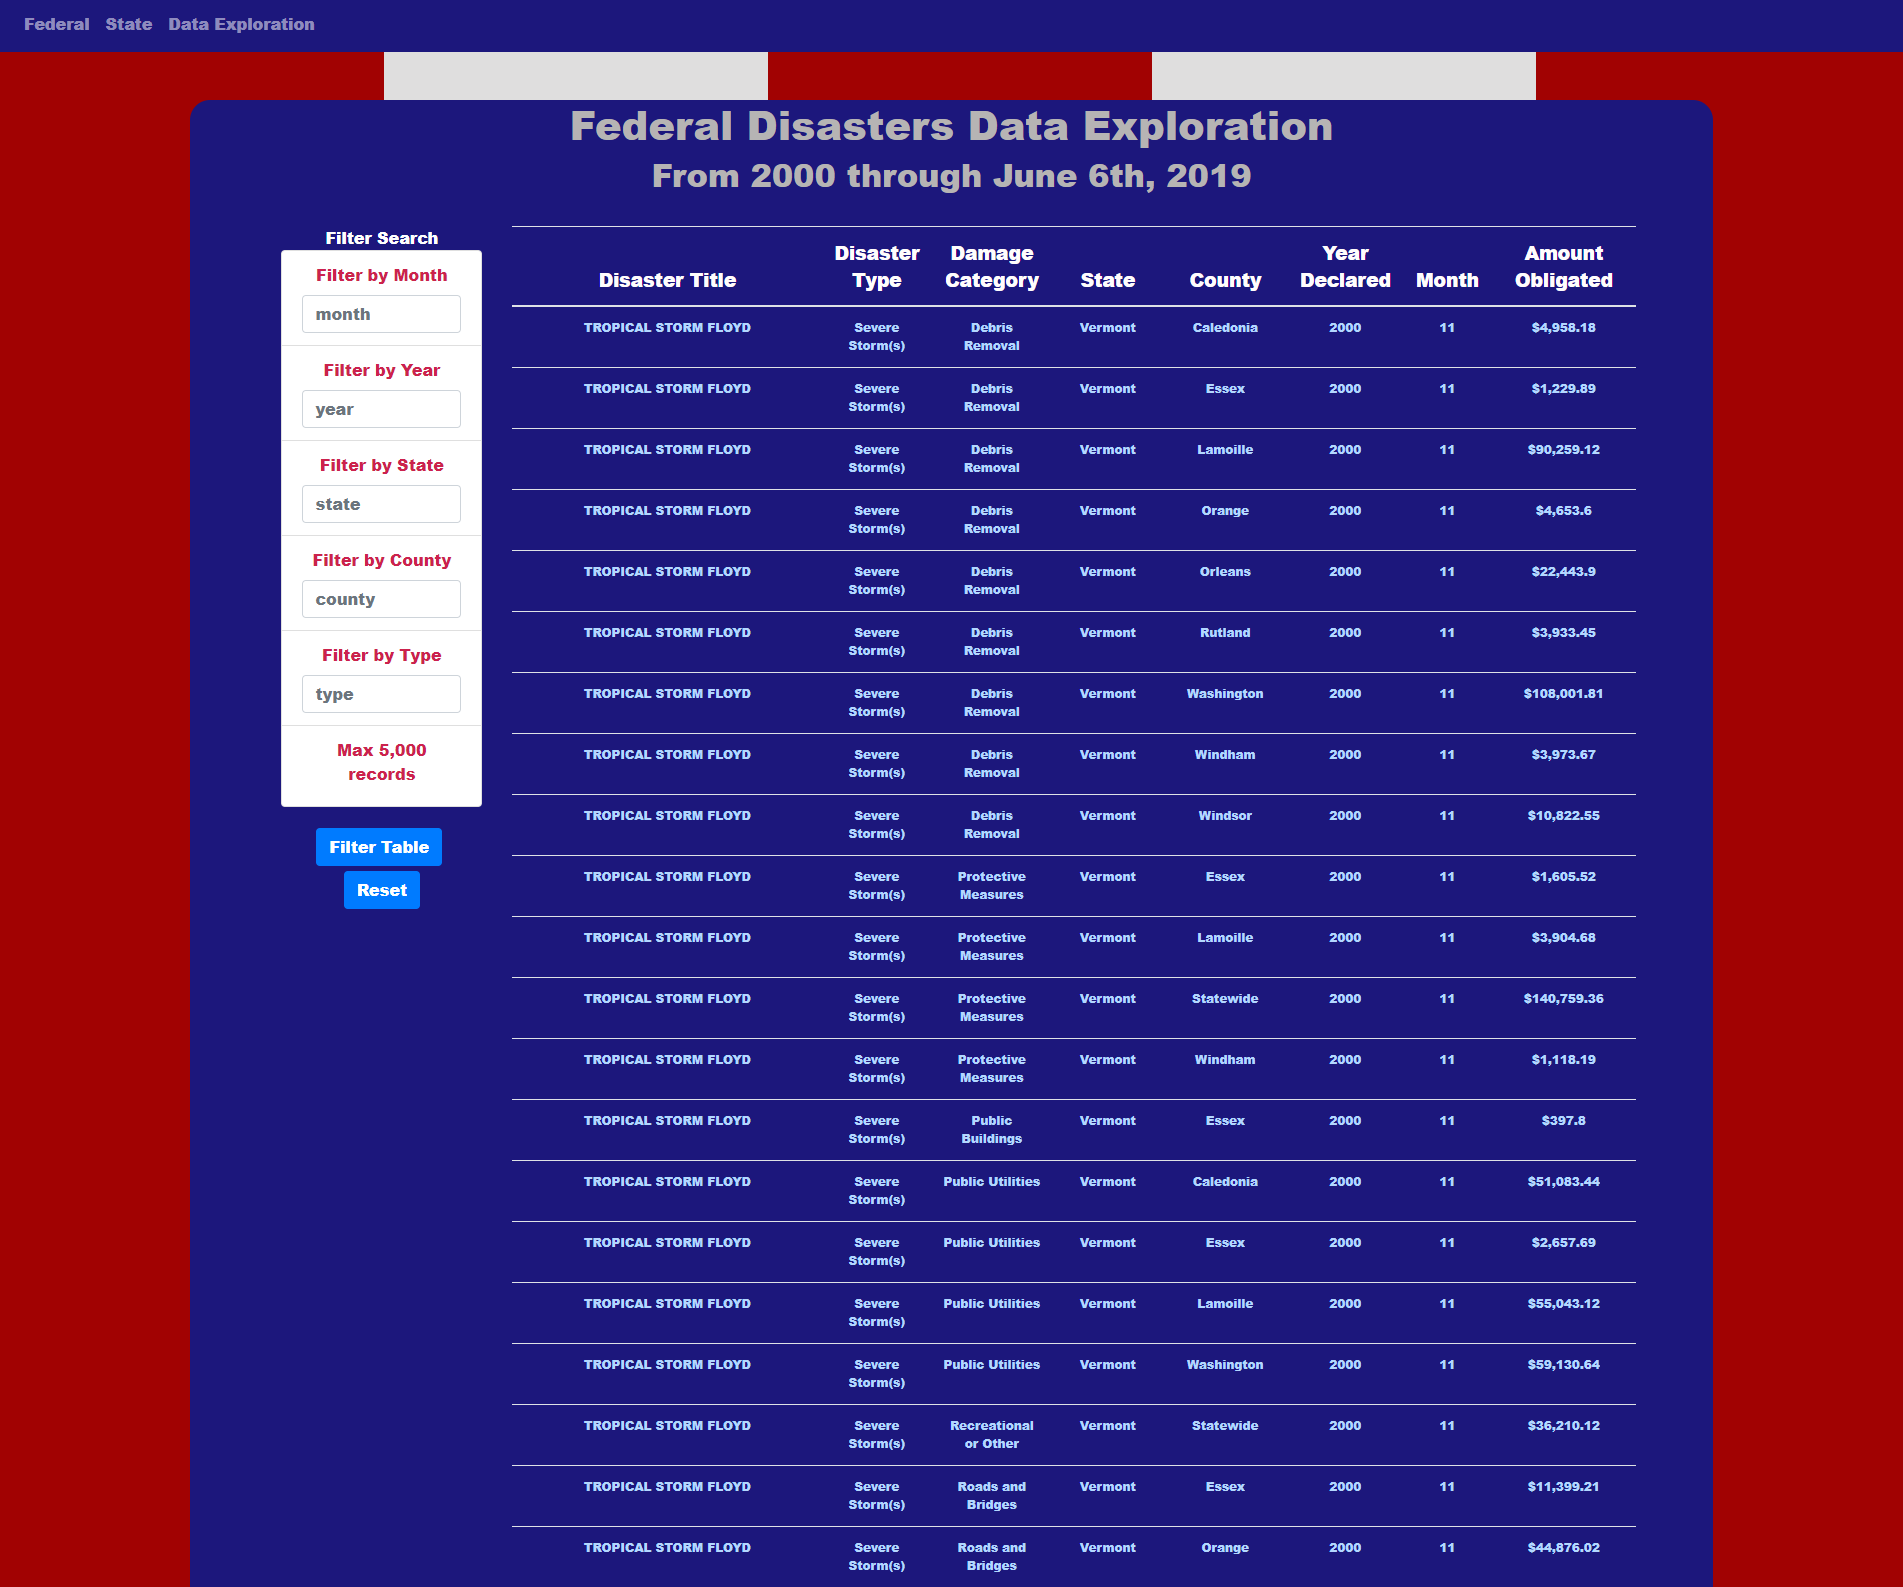 Federal State Data Exploration
Federal Disasters Data Exploration
From 2000 through June 6th, 2019
Filter Search
Filter by Month
month
Filter by Year
year
Filter by State
state
Filter by County
county
Filter by Type
type
Max 5,000
records
Filter Table
Reset
Disaster Damage Year Amount
Disaster Title Type Category State County Declared Month Obligated
TROPICAL STORM FLOYD Severe Debris Vermont Caledonia 2000 11 $4,958.18
Storm(s) Removal
TROPICAL STORM FLOYD Severe Debris Vermont Essex 2000 11 $1,229.89
Storm(s) Removal
TROPICAL STORM FLOYD Severe Debris Vermont Lamoille 2000 11 $90,259.12
Storm(s) Removal
TROPICAL STORM FLOYD Severe Debris Vermont Orange 2000 11 $4,653.6
Storm(s) Removal
TROPICAL STORM FLOYD Severe Debris Vermont Orleans 2000 11 $22,443.9
Storm(s) Removal
TROPICAL STORM FLOYD Severe Debris Vermont Rutland 2000 11 $3,933.45
Storm(s) Removal
TROPICAL STORM FLOYD Severe Debris Vermont Washington 2000 11 $108,001.81
Storm(s) Removal
TROPICAL STORM FLOYD Severe Debris Vermont Windham 2000 11 $3,973.67
Storm(s) Removal
TROPICAL STORM FLOYD Severe Debris Vermont Windsor 2000 11 $10,822.55
Storm(s) Removal
TROPICAL STORM FLOYD Severe Protective Vermont Essex 2000 11 $1,605.52
Storm(s) Measures
TROPICAL STORM FLOYD Severe Protective Vermont Lamoille 2000 11 $3,904.68
Storm(s) Measures
TROPICAL STORM FLOYD Severe Protective Vermont Statewide 2000 11 $140,759.36
Storm(s) Measures
TROPICAL STORM FLOYD Severe Protective Vermont Windham 2000 11 $1,118.19
Storm(s) Measures
TROPICAL STORM FLOYD Severe Public Vermont Essex 2000 11 $397.8
Storm(s) Buildings
TROPICAL STORM FLOYD Severe Public Utilities Vermont Caledonia 2000 11 $51,083.44
Storm(s)
TROPICAL STORM FLOYD Severe Public Utilities Vermont Essex 2000 11 $2,657.69
Storm(s)
TROPICAL STORM FLOYD Severe Public Utilities Vermont Lamoille 2000 11 $55,043.12
Storm(s)
TROPICAL STORM FLOYD Severe Public Utilities Vermont Washington 2000 11 $59,130.64
Storm(s)
TROPICAL STORM FLOYD Severe Recreational Vermont Statewide 2000 11 $36,210.12
Storm(s) or Other
TROPICAL STORM FLOYD Severe Roads and Vermont Essex 2000 11 $11,399.21
Storm(s) Bridges
TROPICAL STORM FLOYD Severe Roads and Vermont Orange 2000 11 $44,876.02
Storm(s) Bridges